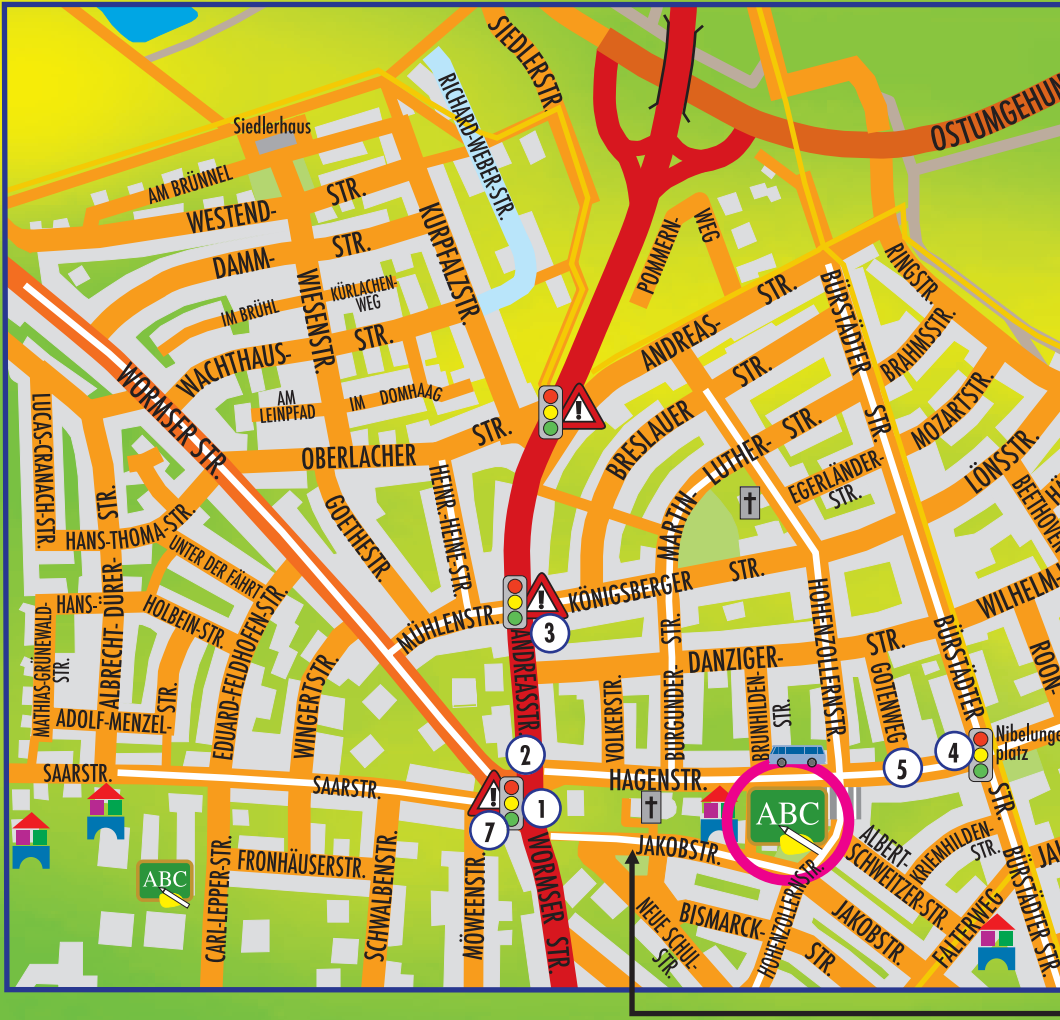 SIEDLERSTR.
RICHARD-WEBER-STR.
OSTUMGEHUN
Siedlerhaus
AM BRÜNNEL
WESTEND-
STR.
KURPFALZSTR.
POMMERN-
WEG
DAMM-
STR.
RINGSTR.
WIESENSTR.
KÜRLACHEN-
WEG
IM BRÜHL
STR.
BÜRSTÄDTER
STR.
ANDREAS-
BRAHMSSTR.
WACHTHAUS-
STR.
STR.
WORMSER STR.
AM
LEINPFAD
IM DOMHAAG
MOZARTSTR.
LUCAS-CRANACH-STR.
BRESLAUER
LUTHER-
STR.
MARTIN-
OBERLACHER
STR.
LÖNSSTR.
EGERLÄNDER-
STR.
HEINR.-HEINE-STR.
BEETHOVEN
GOETHESTR.
STR.
HANS-THOMA-STR.
UNTER DER FÄHRT
HANS-
HOLBEIN-STR.
ALBRECHT-DÜRER-
KÖNIGSBERGER
STR.
MÜHLENSTR.
HOHENZOLLERNSTR.
WILHELM
3
MATHIAS-GRÜNEWALD-
STR.
EDUARD-FELDHOFEN-STR.
WINGERTSTR.
ANDREASSTR.
STR.
BURGUNDER
DANZIGER-
STR.
BÜRSTÄDTER
ROON-
VOLKERSTR.
BRUNHILDEN-
STR.
GOTENWEG
ADOLF-MENZEL-
STR.
Nibelunge
platz
2
4
5
SAARSTR.
SAARSTR.
HAGENSTR.
1
7
ABC
STR.
JAKOBSTR.
ALBERT-
SCHWEITZER-STR.
KRIEMHILDEN-
STR.
BÜRSTÄDTER STR.
FRONHÄUSERSTR.
ABC
CARL-LEPPER-STR.
SCHWALBENSTR.
MÖWEENSTR.
WORMSER STR.
NEUE SCHUL-
STR.
BISMARCK-
STR.
HOHENZOLLERNSTR.
JAKOBSTR.
FALTERWEG